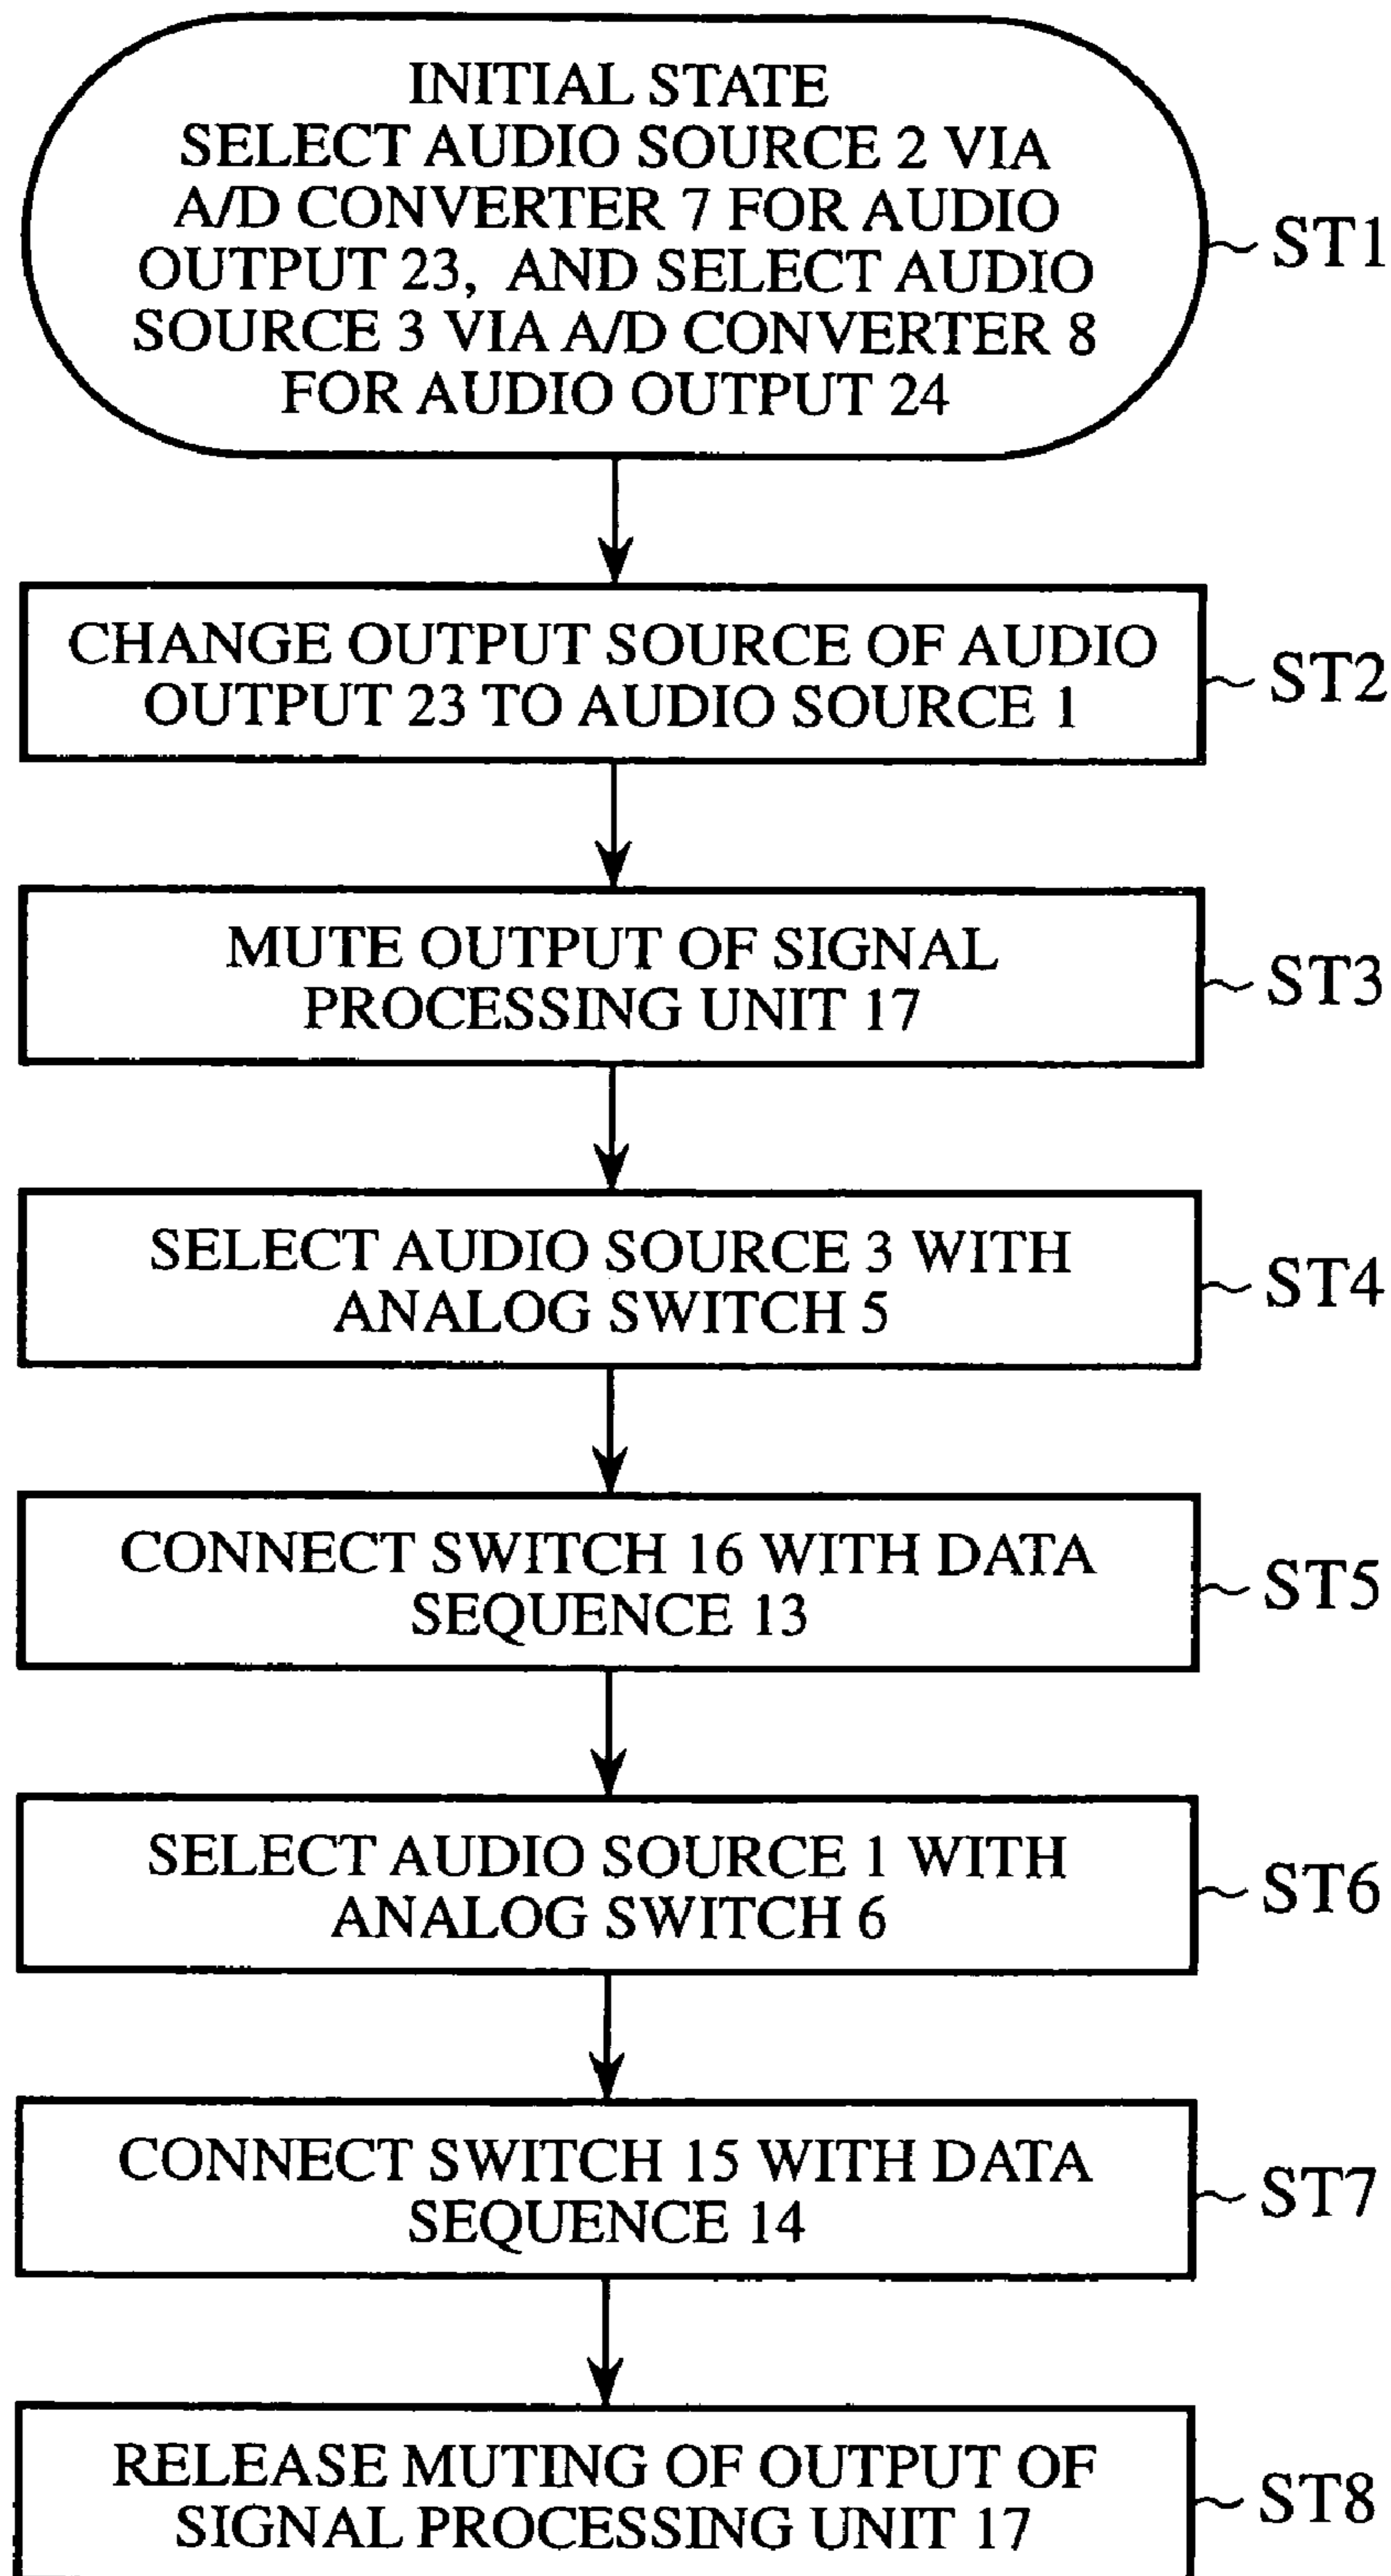 INITIAL STATE
SELECT AUDIO SOURCE 2 VIA
A/D CONVERTER 7 FOR AUDIO
OUTPUT 23, AND SELECT AUDIO
SOURCE 3 VIA A/D CONVERTER 8
FOR AUDIO OUTPUT 24
ST1
CHANGE OUTPUT SOURCE OF AUDIO
OUTPUT 23 TO AUDIO SOURCE 1
ST2
MUTE OUTPUT OF SIGNAL
PROCESSING UNIT 17
ST3
SELECT AUDIO SOURCE 3 WITH
ANALOG SWITCH 5
ST4
CONNECT SWITCH 16 WITH DATA
SEQUENCE 13
ST5
SELECT AUDIO SOURCE 1 WITH
ANALOG SWITCH 6
ST6
CONNECT SWITCH 15 WITH DATA
SEQUENCE 14
ST7
RELEASE MUTING OF OUTPUT OF
SIGNAL PROCESSING UNIT 17
ST8